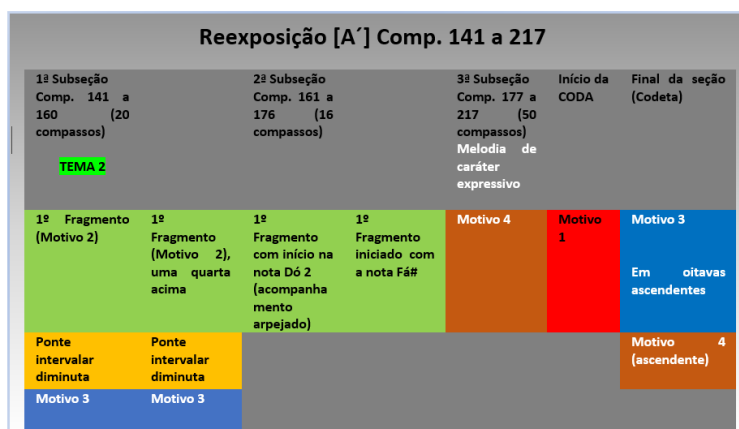 Reexposição [A´] Comp. 141 a 217
1ª Subseção
Comp. 141 a
160 (20
compassos)
TEMA 2
2ª Subseção
Comp. 161 a
176 (16
compassos)
3ª Subseção
Comp. 177 a
217 (50
compassos)
Melodia de
caráter
expressivo
Início da
CODA
Final da seção
(Codeta)
1º Fragmento
(Motivo 2)
1º
Fragmento
(Motivo 2),
uma quarta
acima
1º
Fragmento
com início na
nota Dó 2
(acompanha
mento
arpejado)
1º
Fragmento
iniciado com
a nota Fá#
Motivo 4
Motivo
1
Motivo 3
Em oitavas
ascendentes
Ponte
intervalar
diminuta
Ponte
intervalar
diminuta
Motivo 4
(ascendente)
Motivo 3
Motivo 3